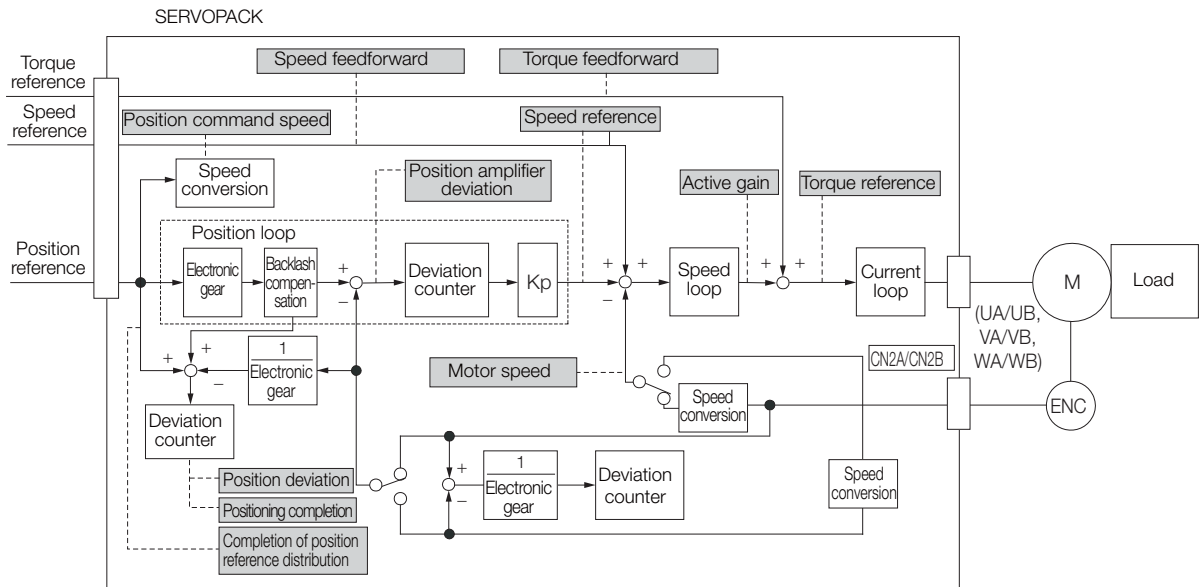 SERVOPACK
Torque
reference
Speed
reference
Speed feedforward
Torque feedforward
Position command speed
Speed reference
Speed
conversion
Position amplifier
deviation
Active gain
Torque reference
Position
reference
Position loop
Electronic
gear
Backlash
compen-
sation
+
−
Deviation
counter
Kp
+
+
−
Speed
loop
+
+
Current
loop
M
Load
(UA/UB,
VA/VB,
WA/WB)
+
+
−
1
Electronic
gear
Motor speed
CN2A/CN2B
Speed
conversion
ENC
Deviation
counter
Position deviation
Positioning completion
Completion of position
reference distribution
+
−
1
Electronic
gear
Deviation
counter
Speed
conversion